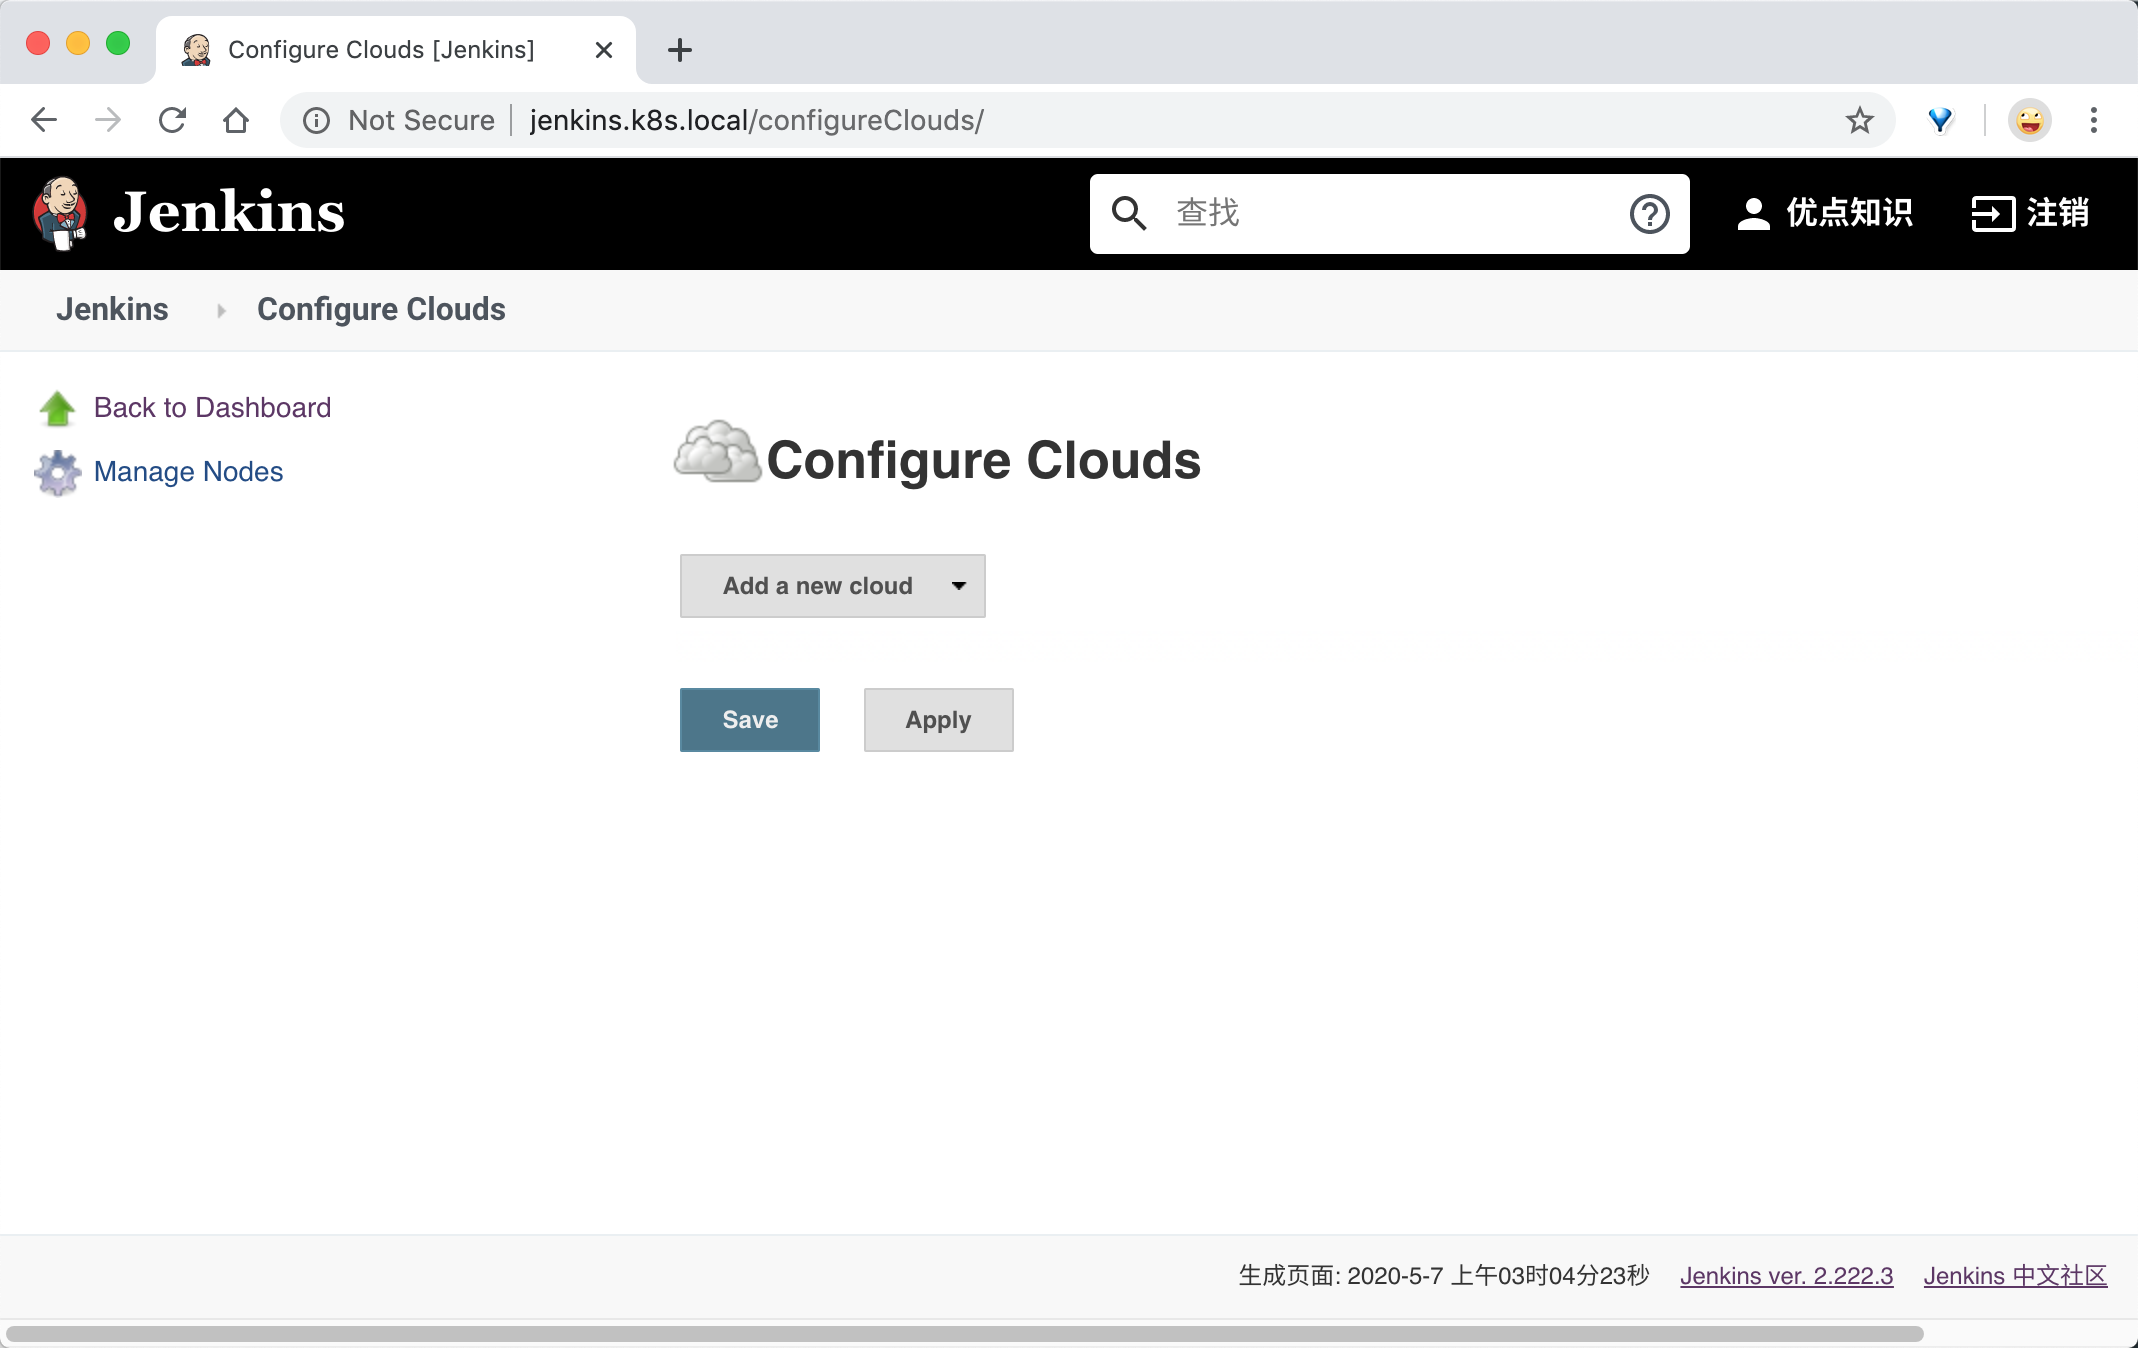 Configure Clouds [Jenkins]
Not Secure jenkins.k8s.local/configureClouds/
Jenkins 查找 优点知识 注销
Jenkins Configure Clouds
Back to Dashboard
Manage Nodes
Configure Clouds
Add a new cloud
Save Apply
生成页面: 2020-5-7 上午03时04分23秒 Jenkins ver. 2.222.3 Jenkins 中文社区